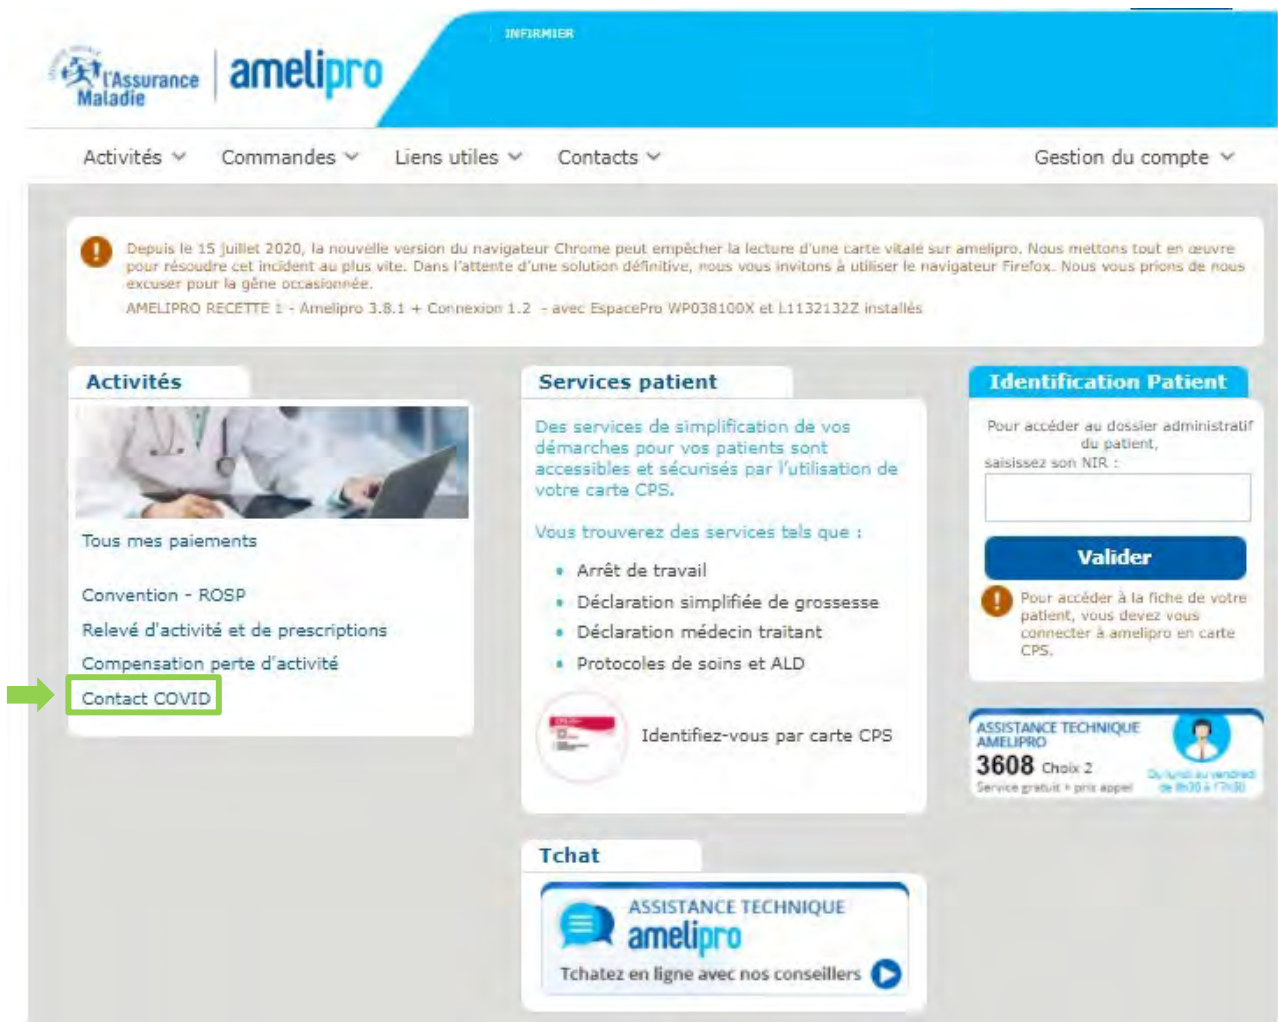 INFIRMIER
l'Assurance
Maladie
amelipro
Activités
Commandes
Liens utiles
Contacts
Gestion du compte
Depuis le 15 juillet 2020, la nouvelle version du navigateur Chrome peut empêcher la lecture d'une carte vitale sur amelipro. Nous mettons tout en œuvre
pour résoudre cet incident au plus vite. Dans l'attente d'une solution définitive, nous vous invitons à utiliser le navigateur Firefox. Nous vous prions de nous
excuser pour la gêne occasionnée.
AMELIPRO RECETTE 1 - Amelipro 3.8.1 + Connexion 1.2 - avec EspacePro WP038100X et L1132132Z installés
Activités
Tous mes paiements
Convention - ROSP
Relevé d'activité et de prescriptions
Compensation perte d'activité
Contact COVID
Services patient
Des services de simplification de vos
démarches pour vos patients sont
accessibles et sécurisés par l'utilisation de
votre carte CPS.
Vous trouverez des services tels que :
• Arrêt de travail
• Déclaration simplifiée de grossesse
• Déclaration médecin traitant
• Protocoles de soins et ALD
Identifiez-vous par carte CPS
Tchat
ASSISTANCE TECHNIQUE
amelipro
Tchatez en ligne avec nos conseillers
Identification Patient
Pour accéder au dossier administratif
du patient,
saisissez son NIR :
Valider
Pour accéder à la fiche de votre
patient, vous devez vous
connecter à amelipro en carte
CPS.
ASSISTANCE TECHNIQUE
AMELIPRO
3608 Choix 2
Service gratuit + prix appel
Du lundi au vendredi
de 8h30 à 17h30